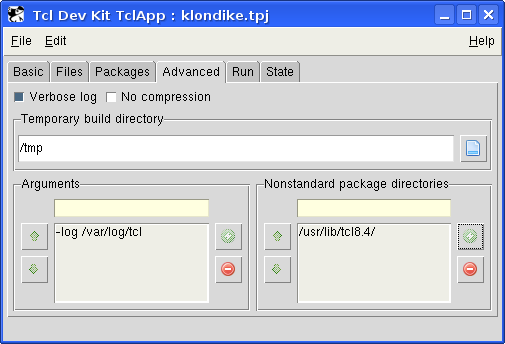 Tcl Dev Kit TclApp : klondike.tpj
File Edit Help
Basic Files Packages Advanced Run State
Verbose log No compression
Temporary build directory
/tmp
Arguments Nonstandard package directories
-log /var/log/tcl /usr/lib/tcl8.4/